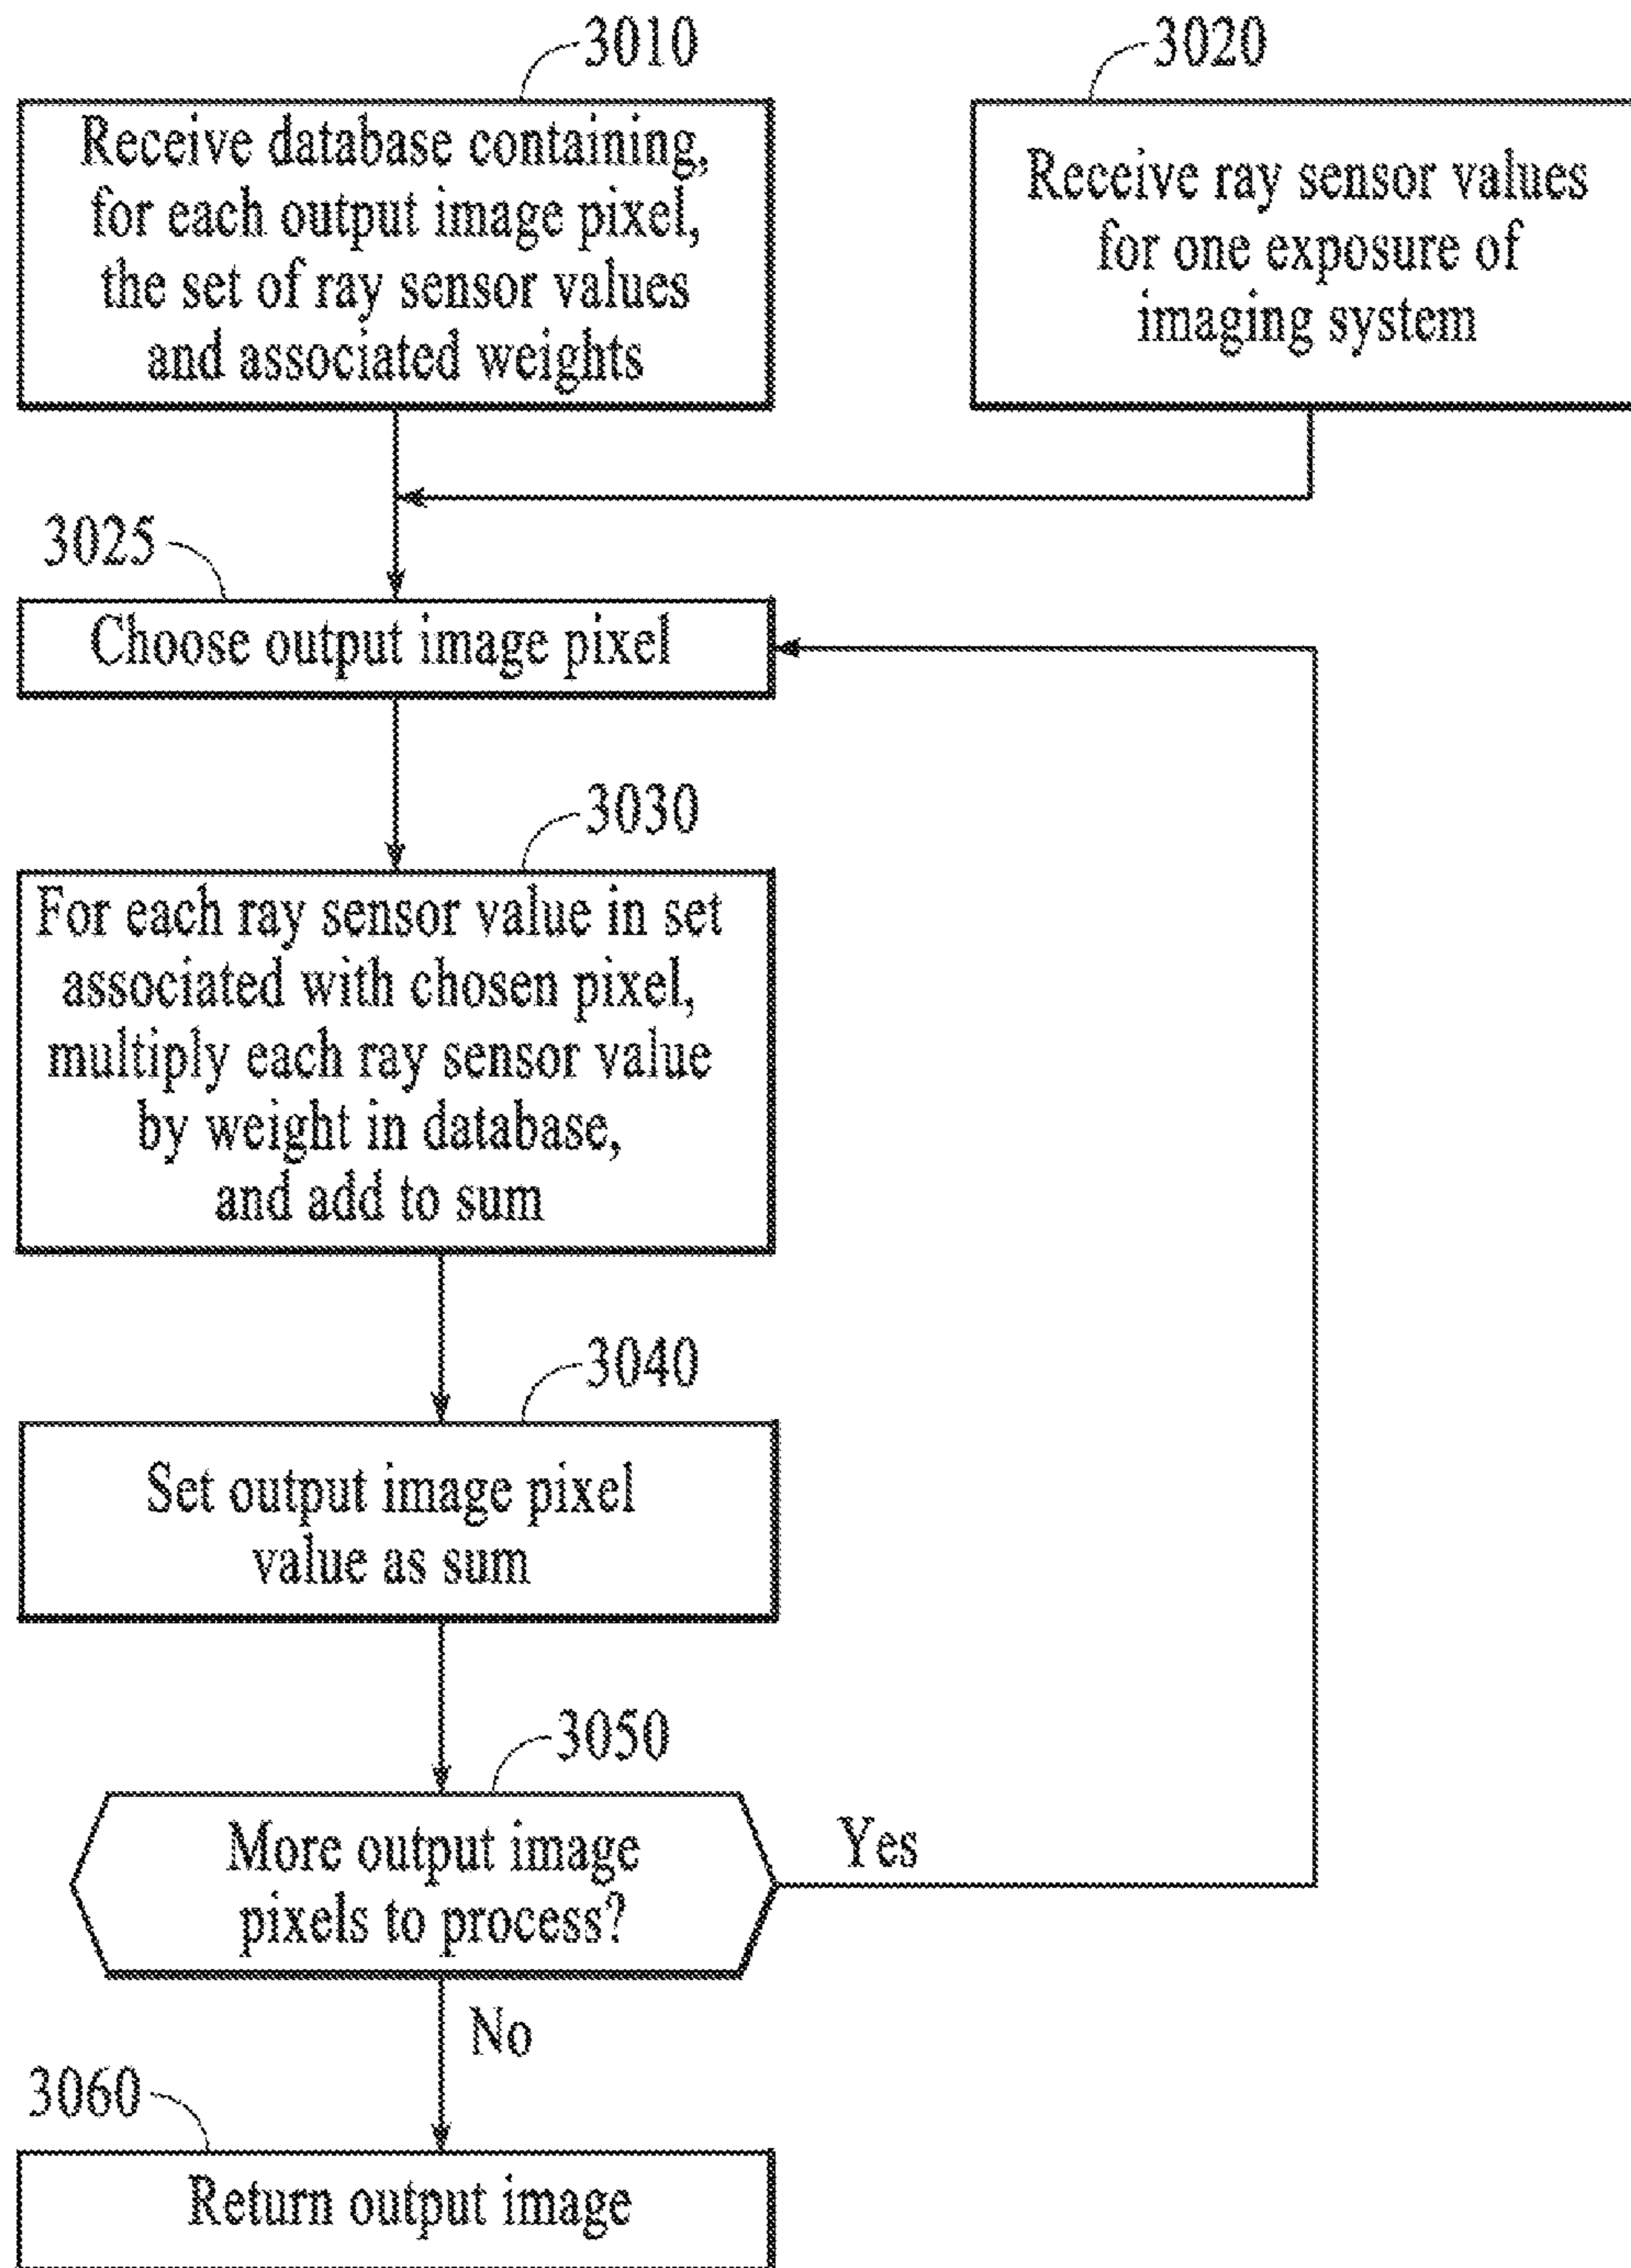 3010
Receive database containing,
for each output image pixel,
the set of ray sensor values
and associated weights
3020
Receive ray sensor values
for one exposure of
imaging system
3025
Choose output image pixel
3030
For each ray sensor value in set
associated with chosen pixel,
multiply each ray sensor value
by weight in database,
and add to sum
3040
Set output image pixel
value as sum
3050
More output image
pixels to process?
Yes
No
3060
Return output image